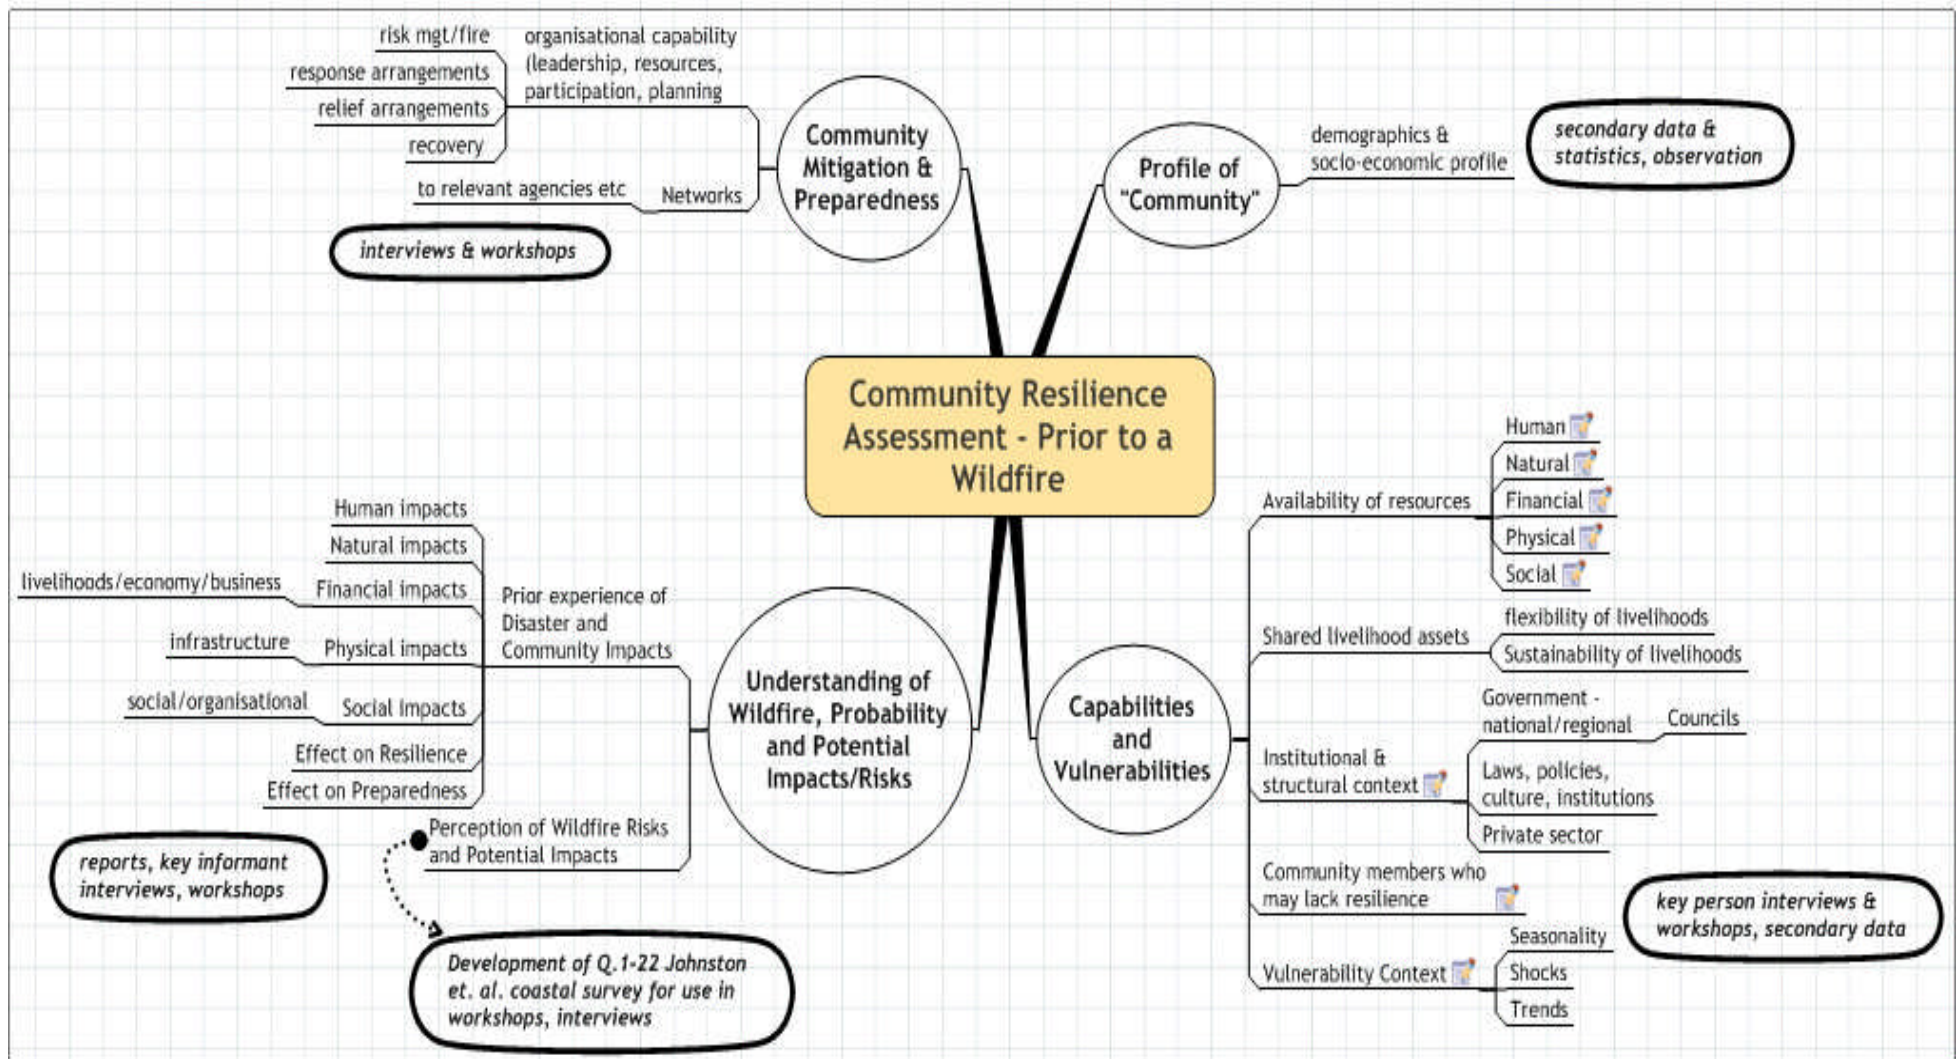 risk mgt/fire
response arrangements
relief arrangements
recovery
organisational capability
(leadership, resources,
participation, planning
to relevant agencies etc
Networks
interviews & workshops
Community
Mitigation &
Preparedness
Profile of
"Community"
demographics &
socio-economic profile
secondary data &
statistics, observation
Community Resilience
Assessment - Prior to a
Wildfire
Human impacts
Natural impacts
livelihoods/economy/business
Financial impacts
infrastructure
Physical impacts
social/organisational
Social Impacts
Effect on Resilience
Effect on Preparedness
Prior experience of
Disaster and
Community Impacts
Perception of Wildfire Risks
and Potential Impacts
reports, key informant
interviews, workshops
Development of Q.1-22 Johnston
et. al. coastal survey for use in
workshops, interviews
Understanding of
Wildfire, Probability
and Potential
Impacts/Risks
Capabilities
and
Vulnerabilities
Availability of resources
Human
Natural
Financial
Physical
Social
Shared livelihood assets
flexibility of livelihoods
Sustainability of livelihoods
Institutional &
structural context
Government -
national/regional
Councils
Laws, policies,
culture, institutions
Private sector
Community members who
may lack resilience
Vulnerability Context
Seasonality
Shocks
Trends
key person interviews &
workshops, secondary data